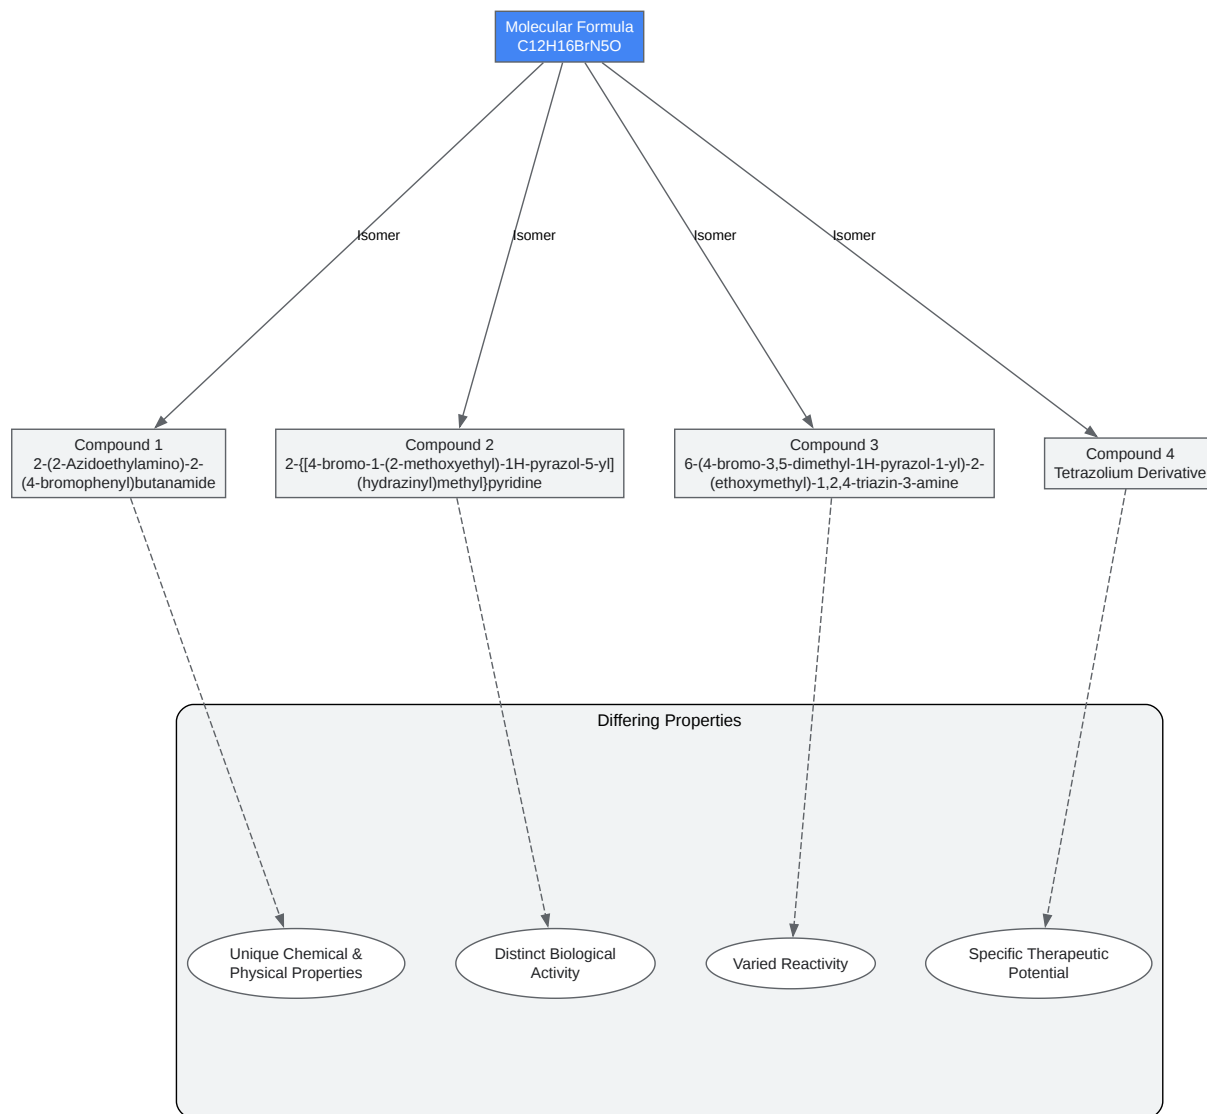 Molecular Formula
C12H16BrN5O
Isomer
Isomer
Isomer
Isomer
Compound 1
2-(2-Azidoethylamino)-2-
(4-bromophenyl)butanamide
Compound 2
2-{[4-bromo-1-(2-methoxyethyl)-1H-pyrazol-5-yl]
(hydrazinyl)methyl}pyridine
Compound 3
6-(4-bromo-3,5-dimethyl-1H-pyrazol-1-yl)-2-
(ethoxymethyl)-1,2,4-triazin-3-amine
Compound 4
Tetrazolium Derivative
Differing Properties
Unique Chemical &
Physical Properties
Distinct Biological
Activity
Varied Reactivity
Specific Therapeutic
Potential